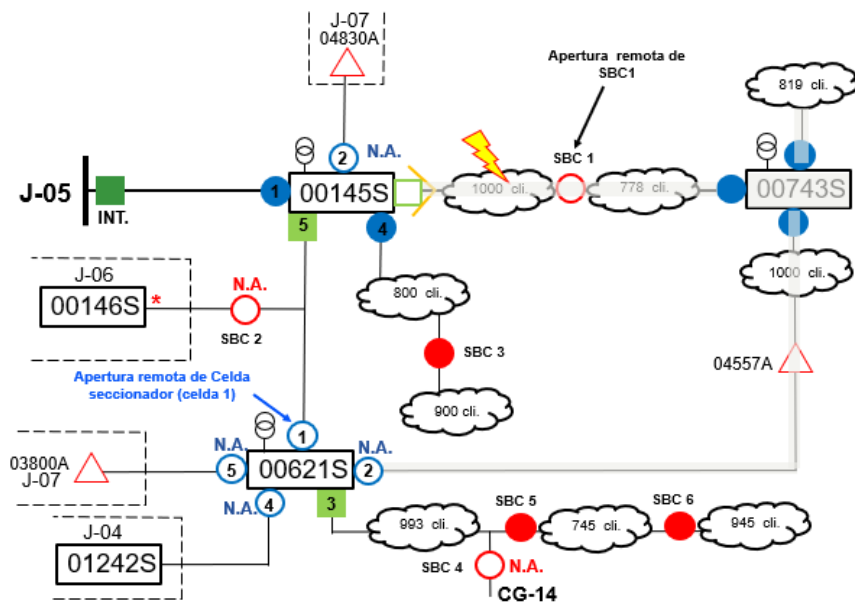 J-07
04830A
Apertura remota de
SBC1
819 cli.
2
N.A.
SBC 1
J-05
INT.
1
00145S
1000 cli.
778 cli.
00743S
5
4
J-06
N.A.
00146S
*
SBC 2
800 cli.
1000 cli.
SBC 3
04557A
Apertura remota de Celda
seccionador (celda 1)
900 cli.
1
03800A
J-07
N.A.
5
00621S
N.A.
2
N.A.
4
3
J-04
01242S
993 cli.
SBC 5
745 cli.
SBC 6
945 cli.
SBC 4
N.A.
CG-14